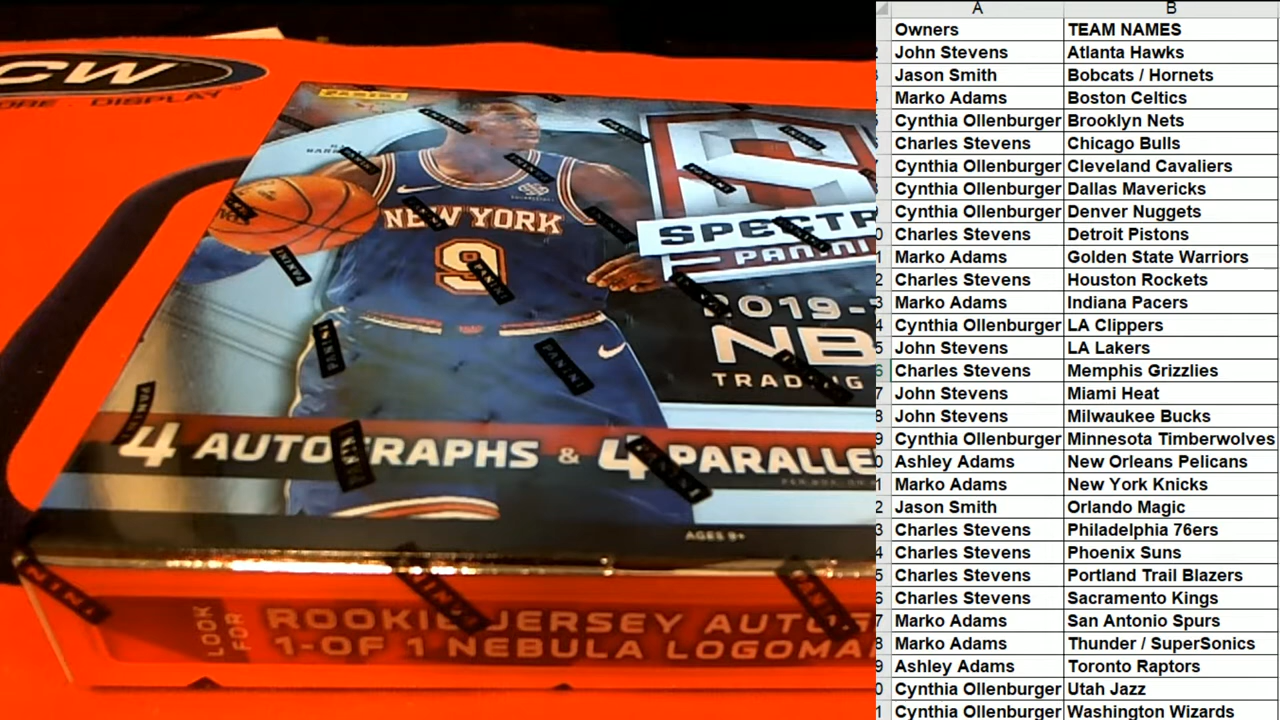 CW
ORE · DISPLAY
PANINI
NEW YORK
9
SPECTR
PANINI
2019-
NB
TRADING
4 AUTOGRAPHS & 4 PARALLE
AGES 9+
LOOK FOR
ROOKIE JERSEY AUTOG
1-OF 1 NEBULA LOGOMA
A B
Owners TEAM NAMES
John Stevens Atlanta Hawks
Jason Smith Bobcats / Hornets
Marko Adams Boston Celtics
Cynthia Ollenburger Brooklyn Nets
Charles Stevens Chicago Bulls
Cynthia Ollenburger Cleveland Cavaliers
Cynthia Ollenburger Dallas Mavericks
Cynthia Ollenburger Denver Nuggets
Charles Stevens Detroit Pistons
Marko Adams Golden State Warriors
Charles Stevens Houston Rockets
Marko Adams Indiana Pacers
Cynthia Ollenburger LA Clippers
John Stevens LA Lakers
Charles Stevens Memphis Grizzlies
John Stevens Miami Heat
John Stevens Milwaukee Bucks
Cynthia Ollenburger Minnesota Timberwolves
Ashley Adams New Orleans Pelicans
Marko Adams New York Knicks
Jason Smith Orlando Magic
Charles Stevens Philadelphia 76ers
Charles Stevens Phoenix Suns
Charles Stevens Portland Trail Blazers
Charles Stevens Sacramento Kings
Marko Adams San Antonio Spurs
Marko Adams Thunder / SuperSonics
Ashley Adams Toronto Raptors
Cynthia Ollenburger Utah Jazz
Cynthia Ollenburger Washington Wizards